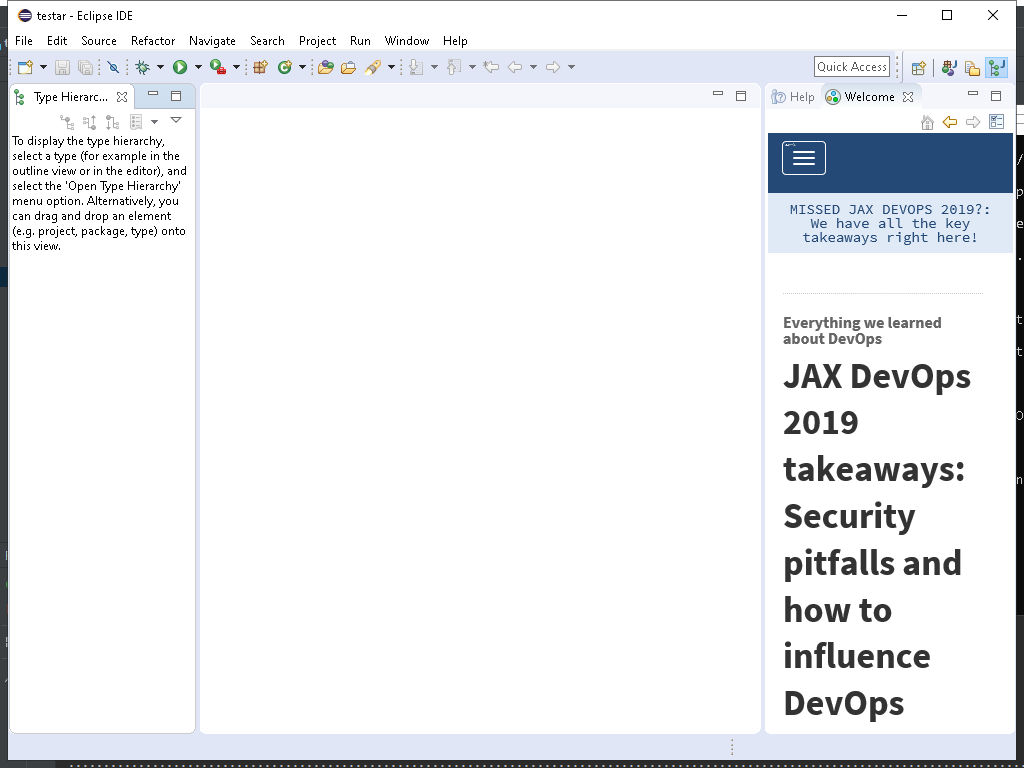 testar - Eclipse IDE
File Edit Source Refactor Navigate Search Project Run Window Help
Quick Access
Type Hierarc...
Help
Welcome
To display the type hierarchy,
select a type (for example in the
outline view or in the editor), and
select the 'Open Type Hierarchy'
menu option. Alternatively, you
can drag and drop an element
(e.g. project, package, type) onto
this view.
MISSED JAX DEVOPS 2019?:
We have all the key
takeaways right here!
Everything we learned
about DevOps
JAX DevOps
2019
takeaways:
Security
pitfalls and
how to
influence
DevOps